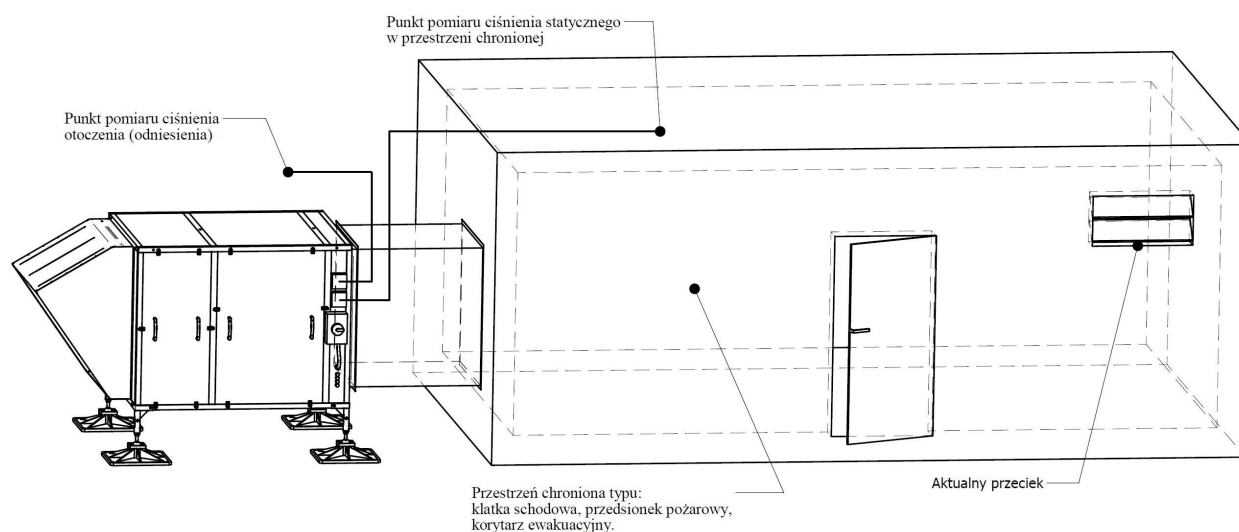 Punkt pomiaru ciśnienia statycznego
w przestrzeni chronionej
Punkt pomiaru ciśnienia
otoczenia (odniesienia)
Przestrzeń chroniona typu:
klatka schodowa, przedsionek pożarowy,
korytarz ewakuacyjny.
Aktualny przeciek